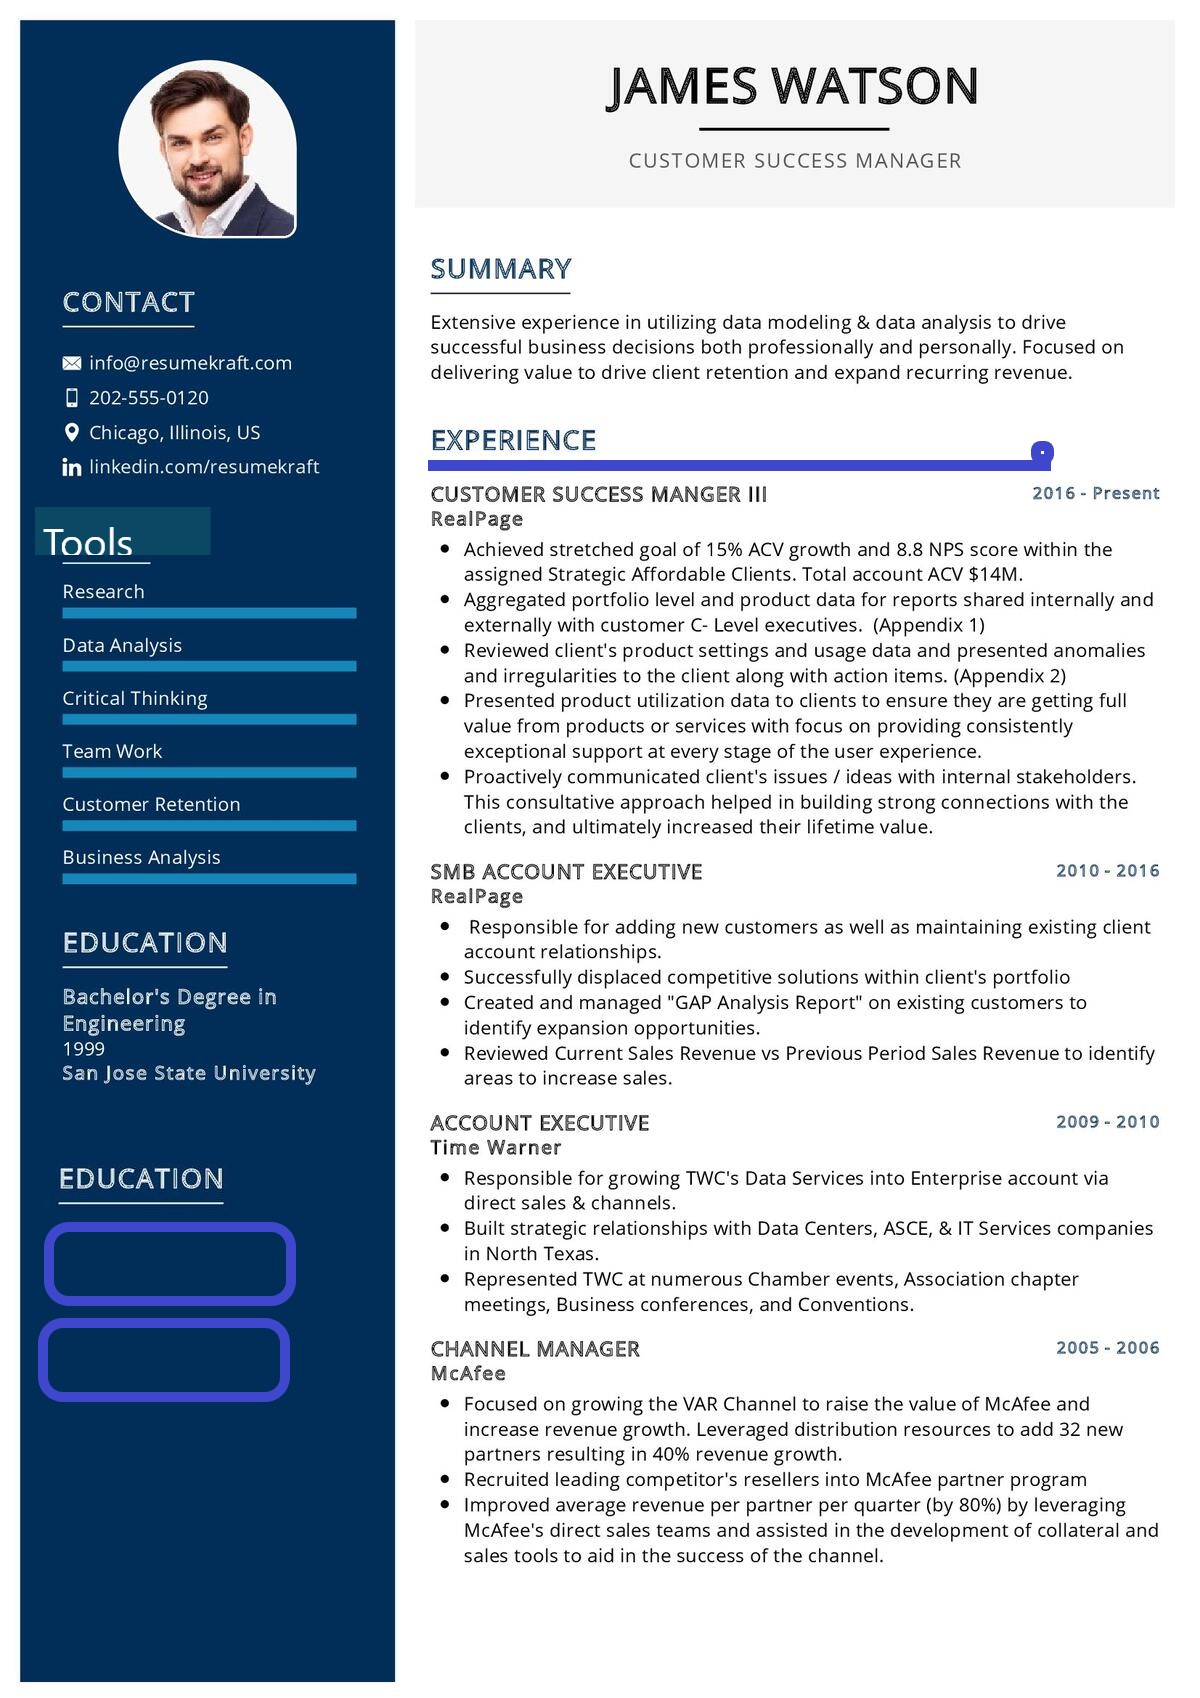 JAMES WATSON
CUSTOMER SUCCESS MANAGER
CONTACT
info@resumekraft.com
202-555-0120
Chicago, Illinois, US
linkedin.com/resumekraft
Tools
Research
Data Analysis
Critical Thinking
Team Work
Customer Retention
Business Analysis
EDUCATION
Bachelor's Degree in
Engineering
1999
San Jose State University
EDUCATION
SUMMARY
Extensive experience in utilizing data modeling & data analysis to drive
successful business decisions both professionally and personally. Focused on
delivering value to drive client retention and expand recurring revenue.
EXPERIENCE
CUSTOMER SUCCESS MANGER III 2016 - Present
RealPage
• Achieved stretched goal of 15% ACV growth and 8.8 NPS score within the
assigned Strategic Affordable Clients. Total account ACV $14M.
• Aggregated portfolio level and product data for reports shared internally and
externally with customer C- Level executives. (Appendix 1)
• Reviewed client's product settings and usage data and presented anomalies
and irregularities to the client along with action items. (Appendix 2)
• Presented product utilization data to clients to ensure they are getting full
value from products or services with focus on providing consistently
exceptional support at every stage of the user experience.
• Proactively communicated client's issues / ideas with internal stakeholders.
This consultative approach helped in building strong connections with the
clients, and ultimately increased their lifetime value.
SMB ACCOUNT EXECUTIVE 2010 - 2016
RealPage
• Responsible for adding new customers as well as maintaining existing client
account relationships.
• Successfully displaced competitive solutions within client's portfolio
• Created and managed "GAP Analysis Report" on existing customers to
identify expansion opportunities.
• Reviewed Current Sales Revenue vs Previous Period Sales Revenue to identify
areas to increase sales.
ACCOUNT EXECUTIVE 2009 - 2010
Time Warner
• Responsible for growing TWC's Data Services into Enterprise account via
direct sales & channels.
• Built strategic relationships with Data Centers, ASCE, & IT Services companies
in North Texas.
• Represented TWC at numerous Chamber events, Association chapter
meetings, Business conferences, and Conventions.
CHANNEL MANAGER 2005 - 2006
McAfee
• Focused on growing the VAR Channel to raise the value of McAfee and
increase revenue growth. Leveraged distribution resources to add 32 new
partners resulting in 40% revenue growth.
• Recruited leading competitor's resellers into McAfee partner program
• Improved average revenue per partner per quarter (by 80%) by leveraging
McAfee's direct sales teams and assisted in the development of collateral and
sales tools to aid in the success of the channel.